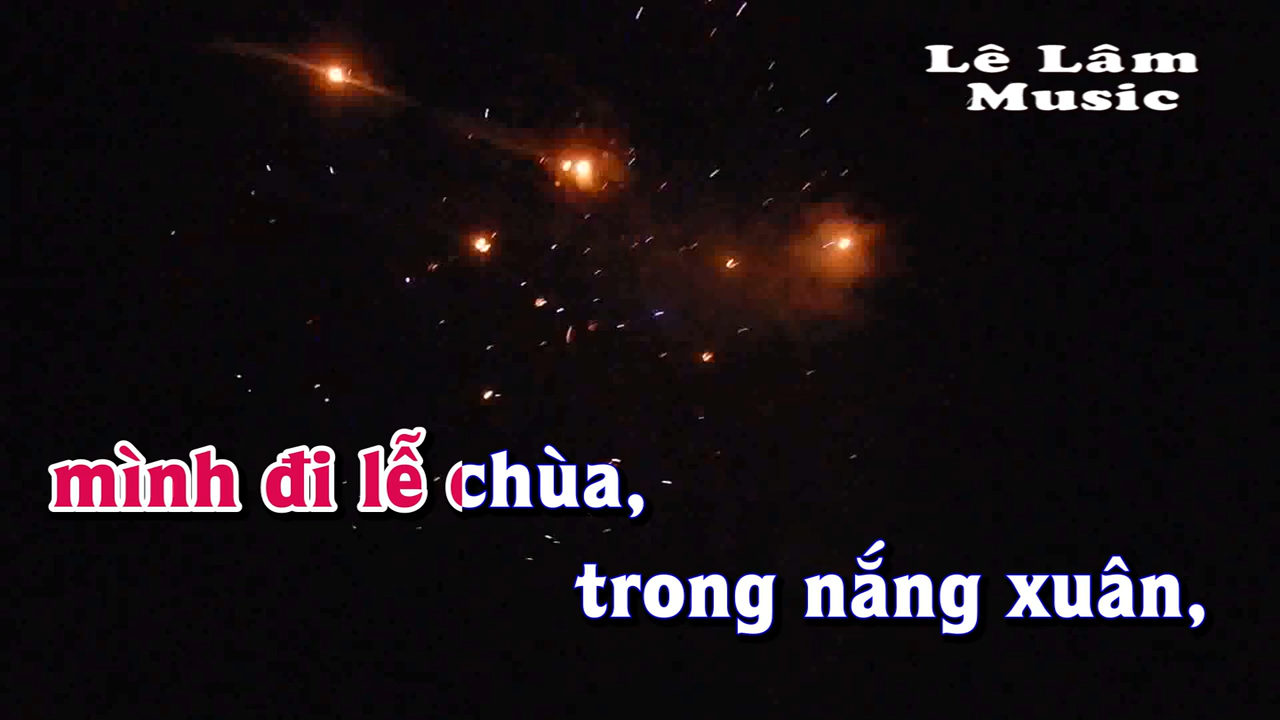 Lê Lâm
Music
mình đi lễ chùa,
trong nắng xuân,